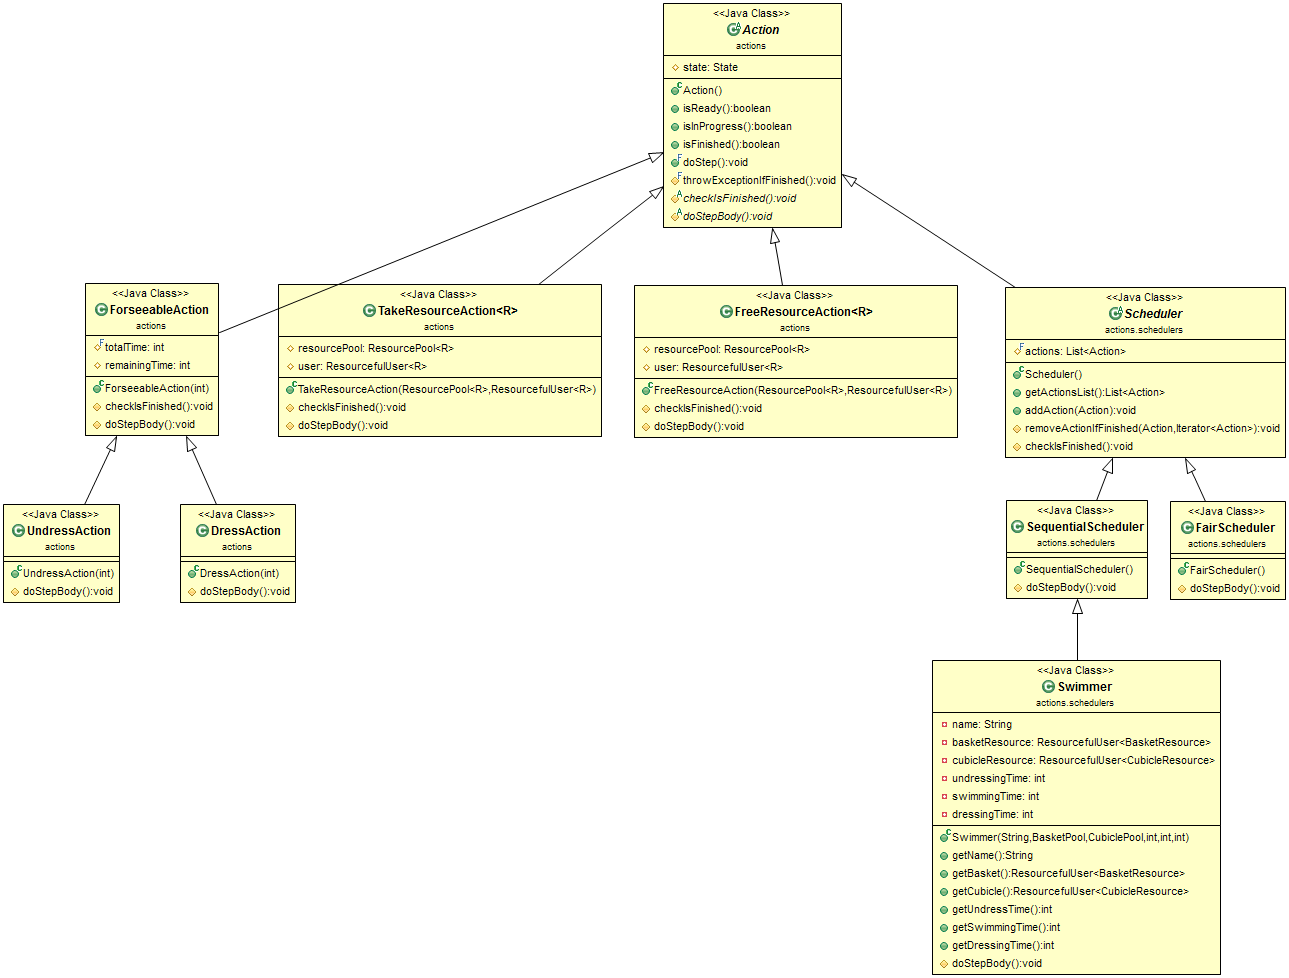 <<Java Class>>
Action
actions
state: State
Action()
isReady():boolean
isInProgress():boolean
isFinished():boolean
doStep():void
throwExceptionIfFinished():void
checkIsFinished():void
doStepBody():void
<<Java Class>>
ForseeableAction
actions
totalTime: int
remainingTime: int
ForseeableAction(int)
checkIsFinished():void
doStepBody():void
<<Java Class>>
TakeResourceAction<R>
actions
resourcePool: ResourcePool<R>
user: ResourcefulUser<R>
TakeResourceAction(ResourcePool<R>,ResourcefulUser<R>)
checkIsFinished():void
doStepBody():void
<<Java Class>>
FreeResourceAction<R>
actions
resourcePool: ResourcePool<R>
user: ResourcefulUser<R>
FreeResourceAction(ResourcePool<R>,ResourcefulUser<R>)
checkIsFinished():void
doStepBody():void
<<Java Class>>
Scheduler
actions.schedulers
actions: List<Action>
Scheduler()
getActionsList():List<Action>
addAction(Action):void
removeActionIfFinished(Action,Iterator<Action>):void
checkIsFinished():void
<<Java Class>>
UndressAction
actions
UndressAction(int)
doStepBody():void
<<Java Class>>
DressAction
actions
DressAction(int)
doStepBody():void
<<Java Class>>
SequentialScheduler
actions.schedulers
SequentialScheduler()
doStepBody():void
<<Java Class>>
FairScheduler
actions.schedulers
FairScheduler()
doStepBody():void
<<Java Class>>
Swimmer
actions.schedulers
name: String
basketResource: ResourcefulUser<BasketResource>
cubicleResource: ResourcefulUser<CubicleResource>
undressingTime: int
swimmingTime: int
dressingTime: int
Swimmer(String,BasketPool,CubiclePool,int,int,int)
getName():String
getBasket():ResourcefulUser<BasketResource>
getCubicle():ResourcefulUser<CubicleResource>
getUndressTime():int
getSwimmingTime():int
getDressingTime():int
doStepBody():void